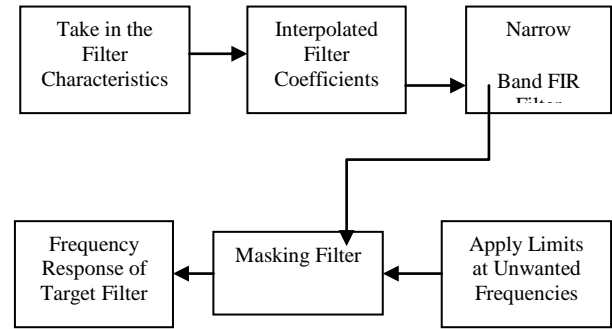 Take in the
Filter
Characteristics
Interpolated
Filter
Coefficients
Narrow
Band FIR
Filter
Frequency
Response of
Target Filter
Masking Filter
Apply Limits
at Unwanted
Frequencies